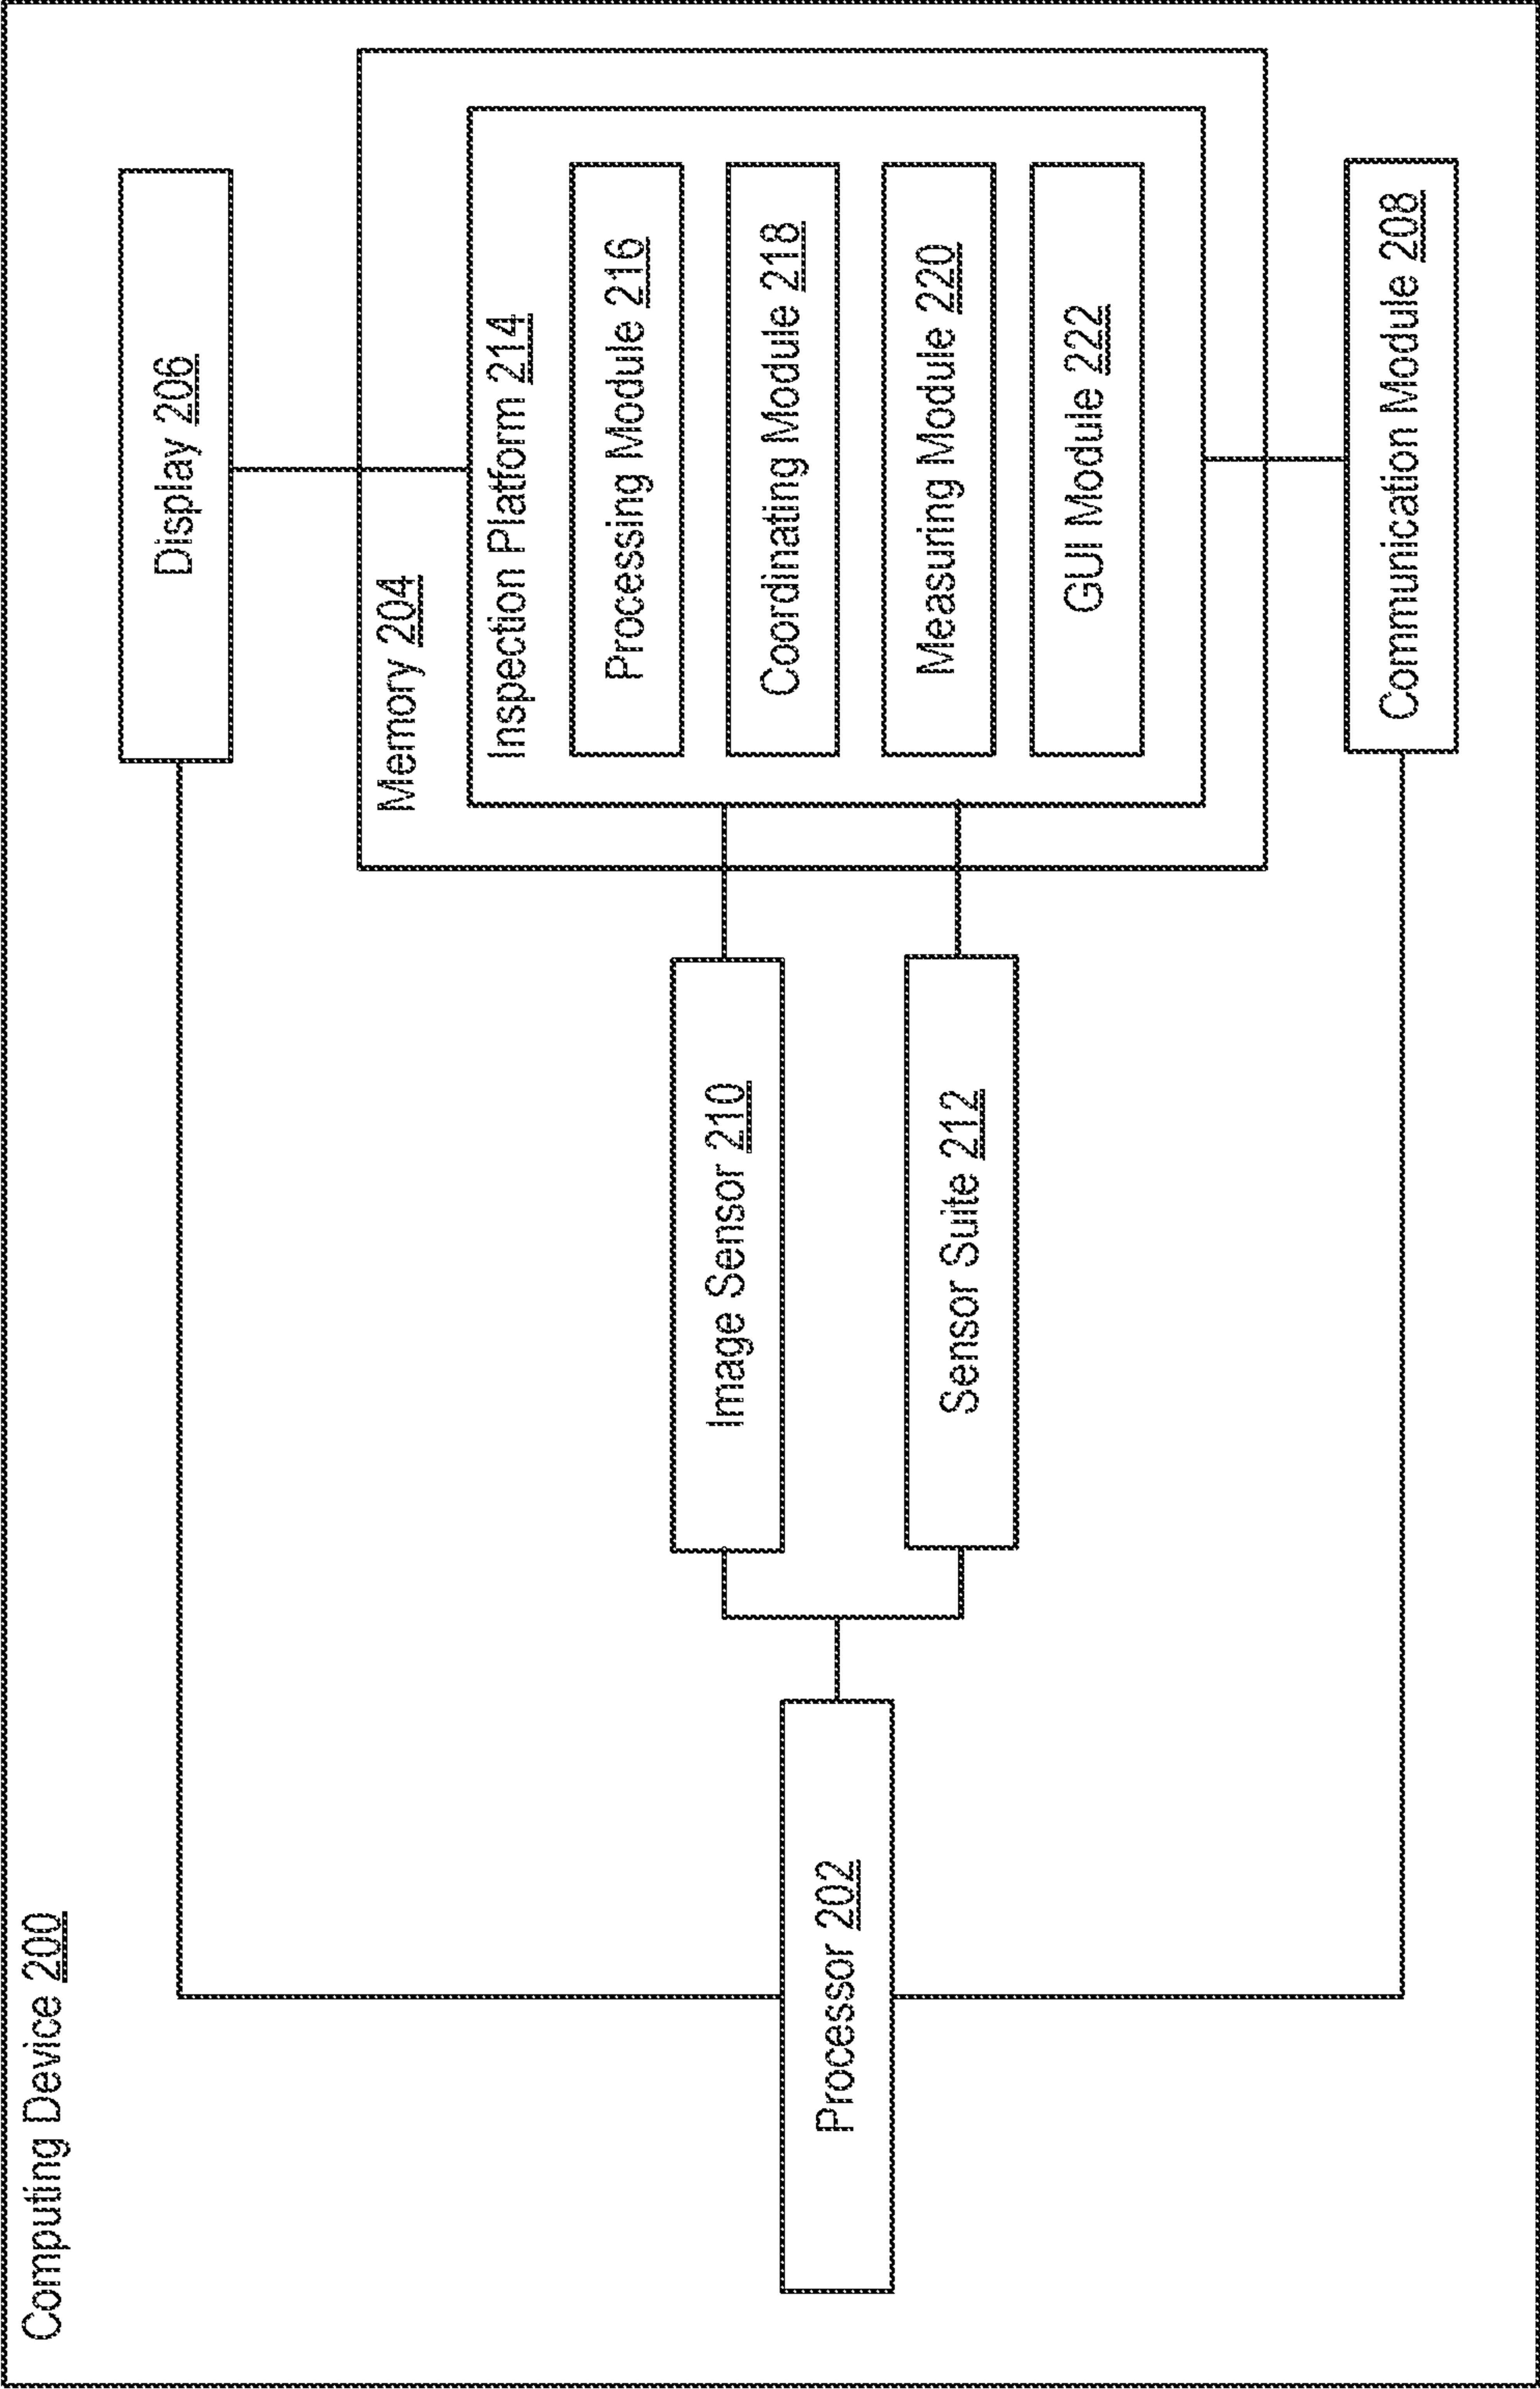 Computing Device 200
Display 206
Memory 204
Inspection Platform 214
Processing Module 216
Coordinating Module 218
Measuring Module 220
GUI Module 222
Image Sensor 210
Sensor Suite 212
Processor 202
Communication Module 208